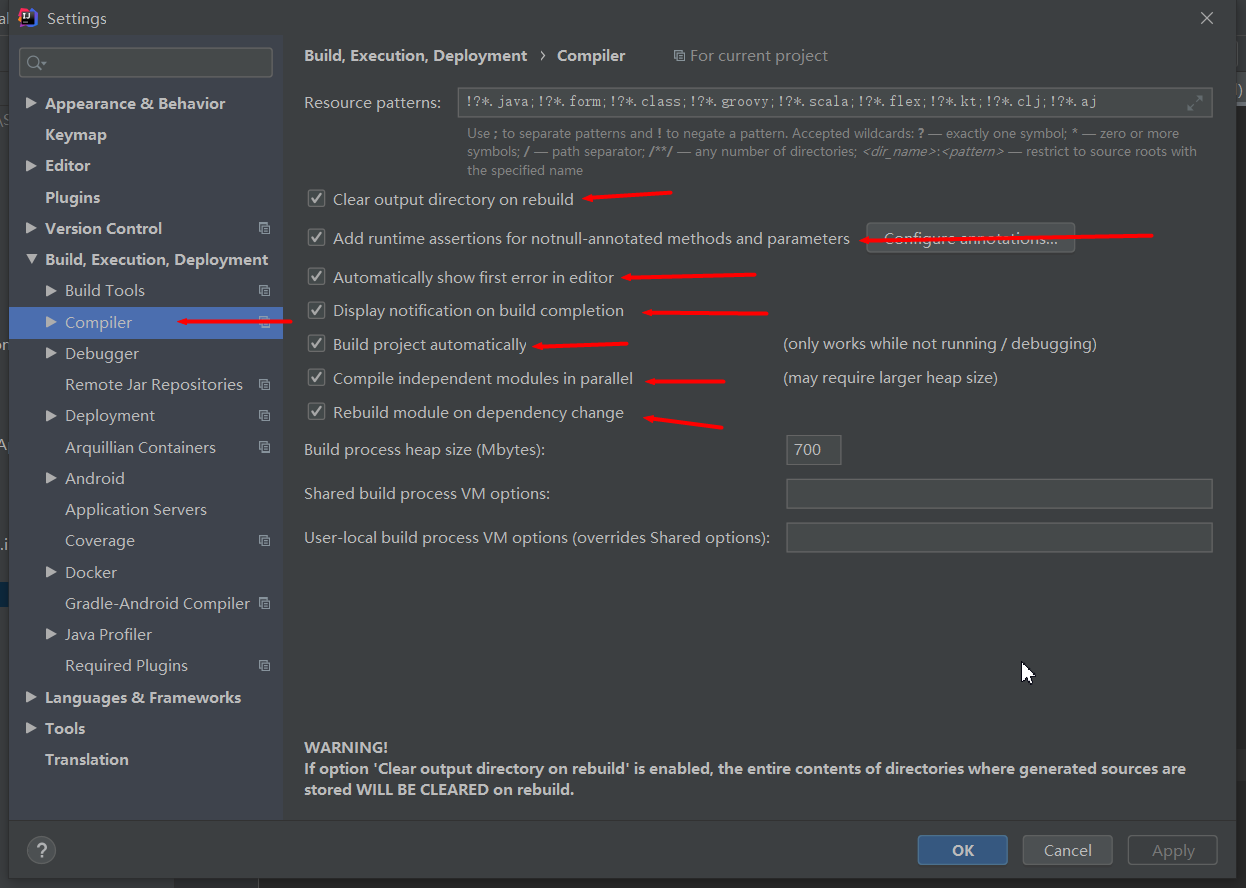 Settings
Build, Execution, Deployment › Compiler For current project
Appearance & Behavior
Keymap
Editor
Plugins
Version Control
Build, Execution, Deployment
Build Tools
Compiler
Debugger
Remote Jar Repositories
Deployment
Arquillian Containers
Android
Application Servers
Coverage
Docker
Gradle-Android Compiler
Java Profiler
Required Plugins
Languages & Frameworks
Tools
Translation
Resource patterns: !?*.java;!?*.form;!?*.class;!?*.groovy;!?*.scala;!?*.flex;!?*.kt;!?*.clj;!?*.aj
Use ; to separate patterns and ! to negate a pattern. Accepted wildcards: ? — exactly one symbol; * — zero or more
symbols; / — path separator; /**/ — any number of directories; <dir_name>:<pattern> — restrict to source roots with
the specified name
Clear output directory on rebuild
Add runtime assertions for notnull-annotated methods and parameters Configure annotations...
Automatically show first error in editor
Display notification on build completion
Build project automatically (only works while not running / debugging)
Compile independent modules in parallel (may require larger heap size)
Rebuild module on dependency change
Build process heap size (Mbytes): 700
Shared build process VM options:
User-local build process VM options (overrides Shared options):
WARNING!
If option 'Clear output directory on rebuild' is enabled, the entire contents of directories where generated sources are
stored WILL BE CLEARED on rebuild.
? OK Cancel Apply